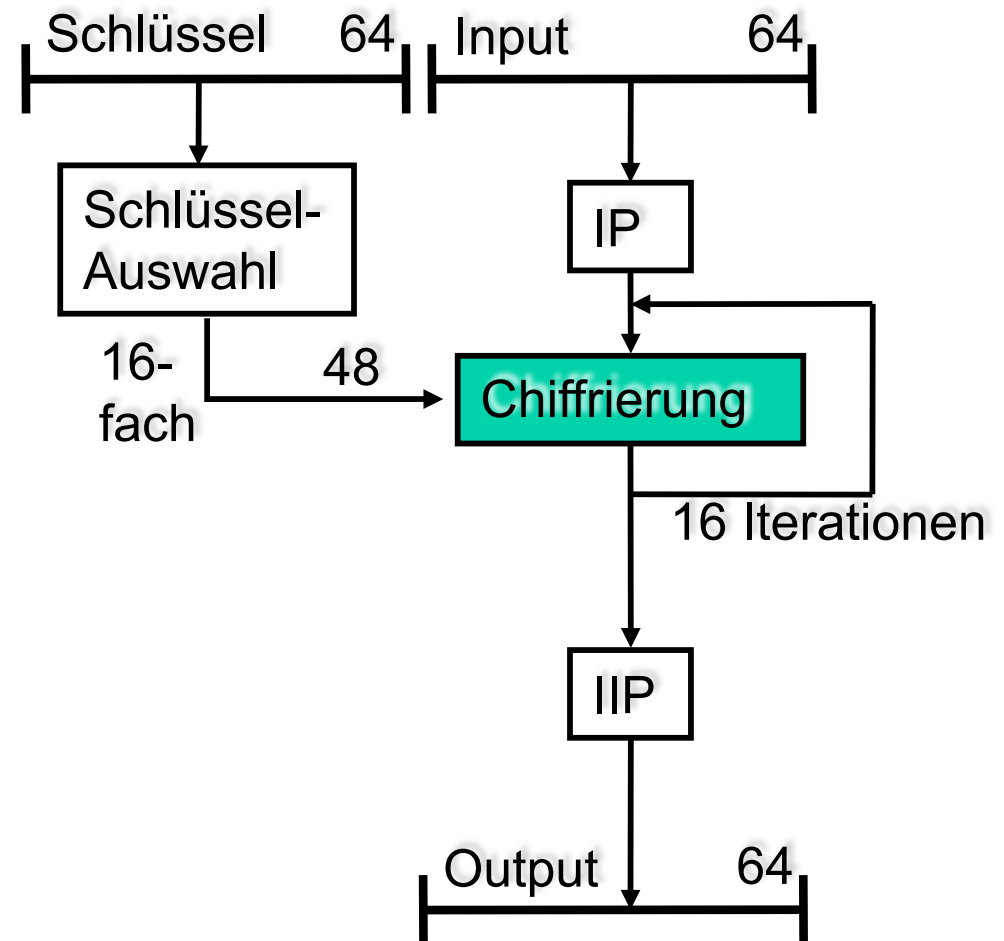 Schlüssel 64
Input 64
Schlüssel-
Auswahl
IP
16-
fach
48
Chiffrierung
16 Iterationen
IIP
Output 64